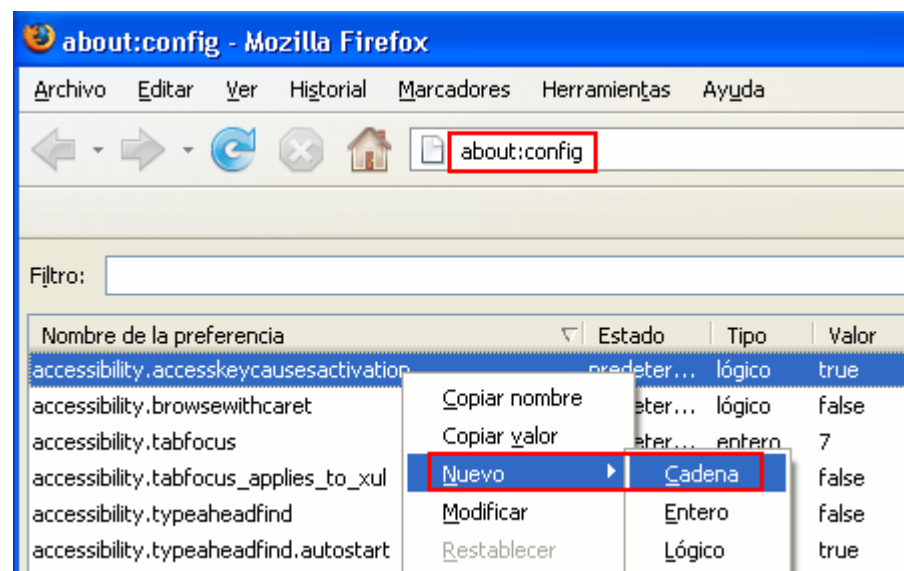 about:config - Mozilla Firefox
Archivo Editar Ver Historial Marcadores Herramientas Ayuda
about:config
Filtro:
Nombre de la preferencia Estado Tipo Valor
accessibility.accesskeycausesactivation predeter... lógico true
accessibility.browsewithcaret Copiar nombre eter... lógico false
accessibility.tabfocus Copiar valor eter... entero 7
accessibility.tabfocus_applies_to_xul Nuevo Cadena false
accessibility.typeaheadfind Modificar Entero false
accessibility.typeaheadfind.autostart Restablecer Lógico true